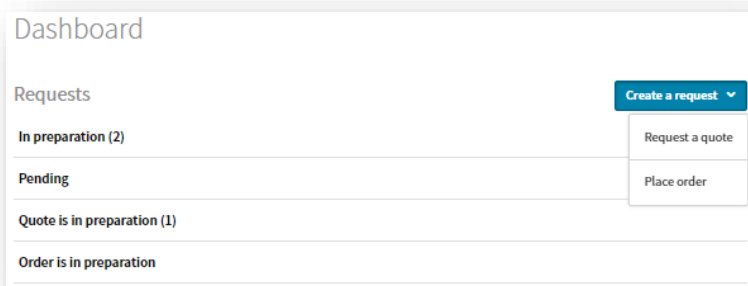 Dashboard
Requests
Create a request
In preparation (2)
Request a quote
Pending
Place order
Quote is in preparation (1)
Order is in preparation